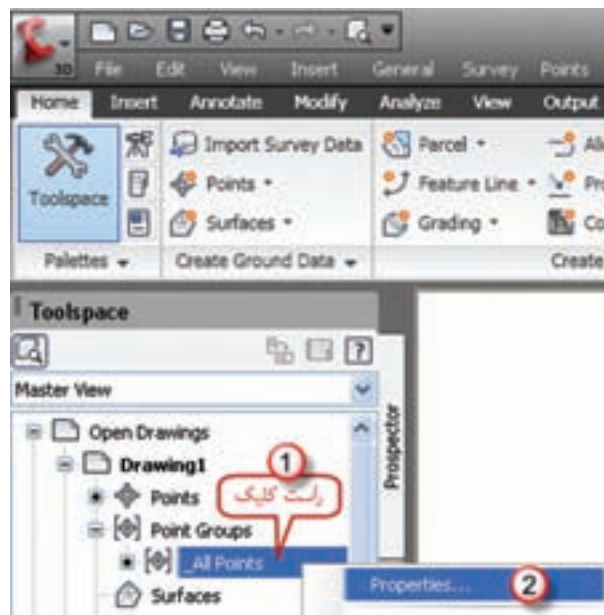 3D
File Edit View Insert General Survey Points
Home Insert Annotate Modify Analyze View Output
Import Survey Data Parcel
Toolspace Points Feature Line
Surfaces Grading
Palettes Create Ground Data Create
Toolspace
Master View
Open Drawings
Drawing1 1
Points راست کلیک
Point Groups
_All Points
Properties... 2
Surfaces
Prospector